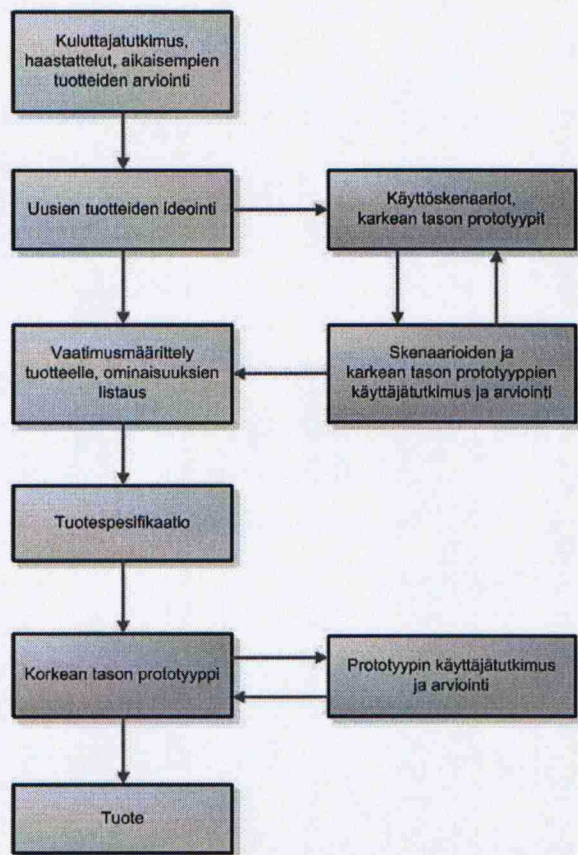 Kuluttajatutkimus,
haastattelut, aikaisempien
tuotteiden arviointi
Uusien tuotteiden ideointi
Käyttöskenaariot,
karkean tason prototyypit
Vaatimusmäärittely
tuotteelle, ominaisuuksien
listaus
Skenaarioiden ja
karkean tason prototyyppien
käyttäjätutkimus ja arviointi
Tuotespesifikaatio
Korkean tason prototyyppi
Prototyypin käyttäjätutkimus
ja arviointi
Tuote